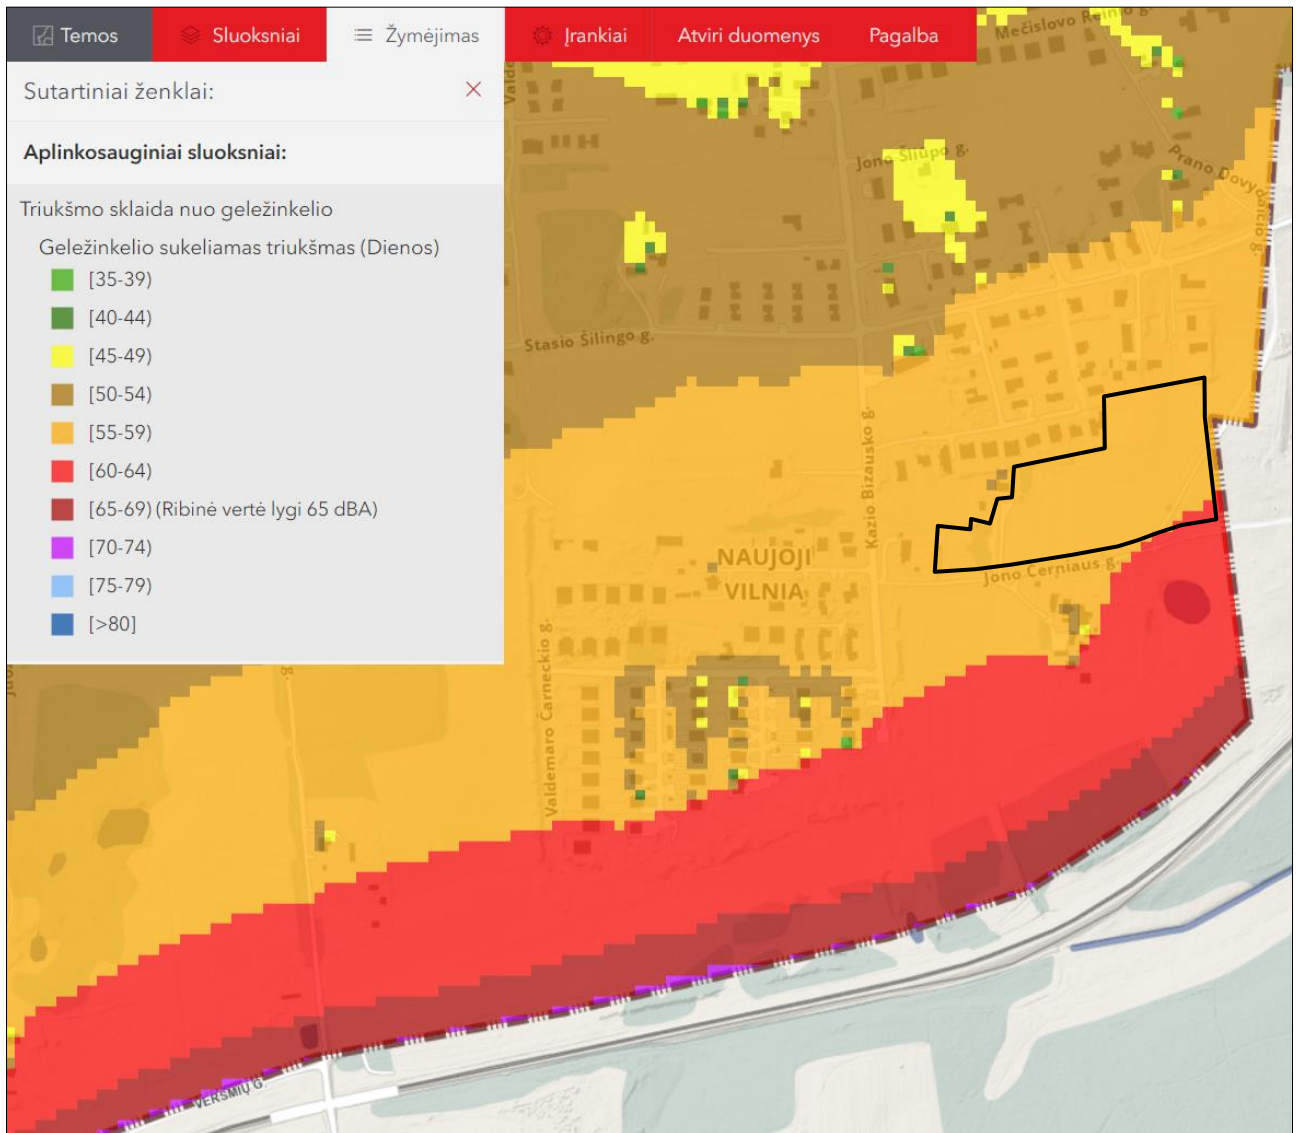 Temos
Sluoksniai
Žymėjimas
Įrankiai
Atviri duomenys
Pagalba
Sutartiniai ženklai:
Aplinkosauginiai sluoksniai:
Triukšmo sklaida nuo geležinkelio
Geležinkelio sukeliamas triukšmas (Dienos)
[35-39)
[40-44)
[45-49)
[50-54)
[55-59)
[60-64)
[65-69) (Ribinė vertė lygi 65 dBA)
[70-74)
[75-79)
[>80]
Mečislovo Reinio g.
Jono Šliūpo g.
Prano Dovydaičio g.
Stasio Šilingo g.
Kazio Bizausko g.
NAUJOJI
VILNIA
Jono Černiaus g.
Valdemaro Čarneckio g.
g.
VERSMIŲ G.